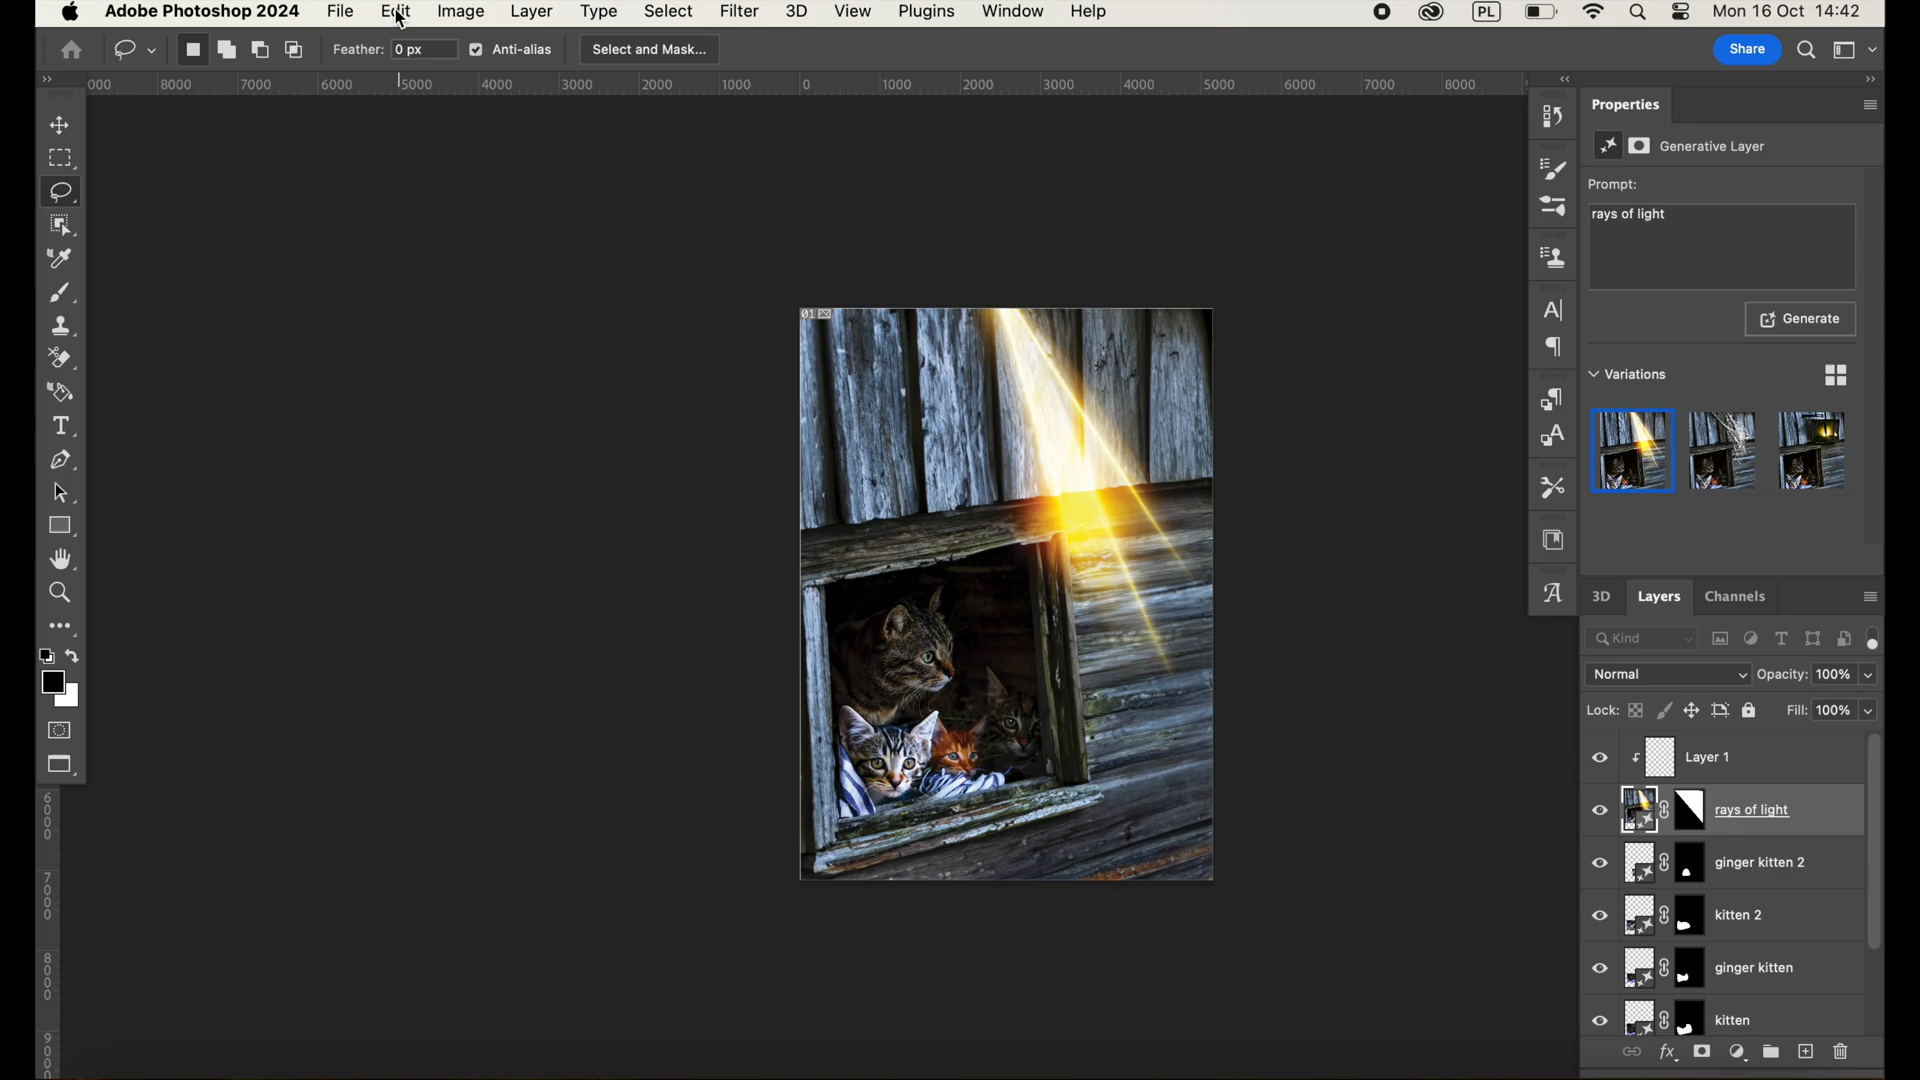 Adobe Photoshop 2024 File Edit Image Layer Type Select Filter 3D View Plugins Window Help PL Mon 16 Oct 14:42
Feather: 0 px Anti-alias Select and Mask... Share
000 8000 7000 6000 5000 4000 3000 2000 1000 0 1000 2000 3000 4000 5000 6000 7000 8000
Properties
Generative Layer
Prompt:
rays of light
Generate
Variations
01
3D Layers Channels
Kind
Normal Opacity: 100%
Lock: Fill: 100%
Layer 1
rays of light
ginger kitten 2
kitten 2
ginger kitten
kitten
fx
6000
7000
8000
9000